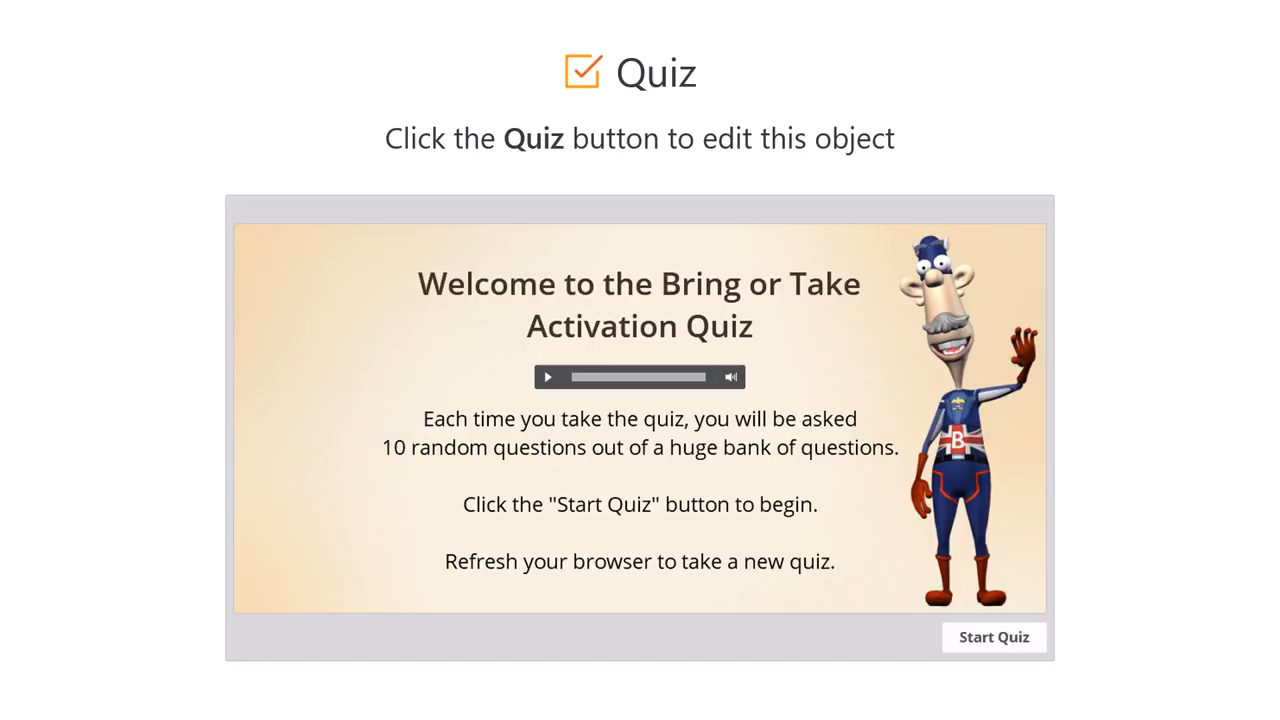 Quiz
Click the Quiz button to edit this object
Welcome to the Bring or Take
Activation Quiz
Each time you take the quiz, you will be asked
10 random questions out of a huge bank of questions.
Click the "Start Quiz" button to begin.
Refresh your browser to take a new quiz.
B
Start Quiz